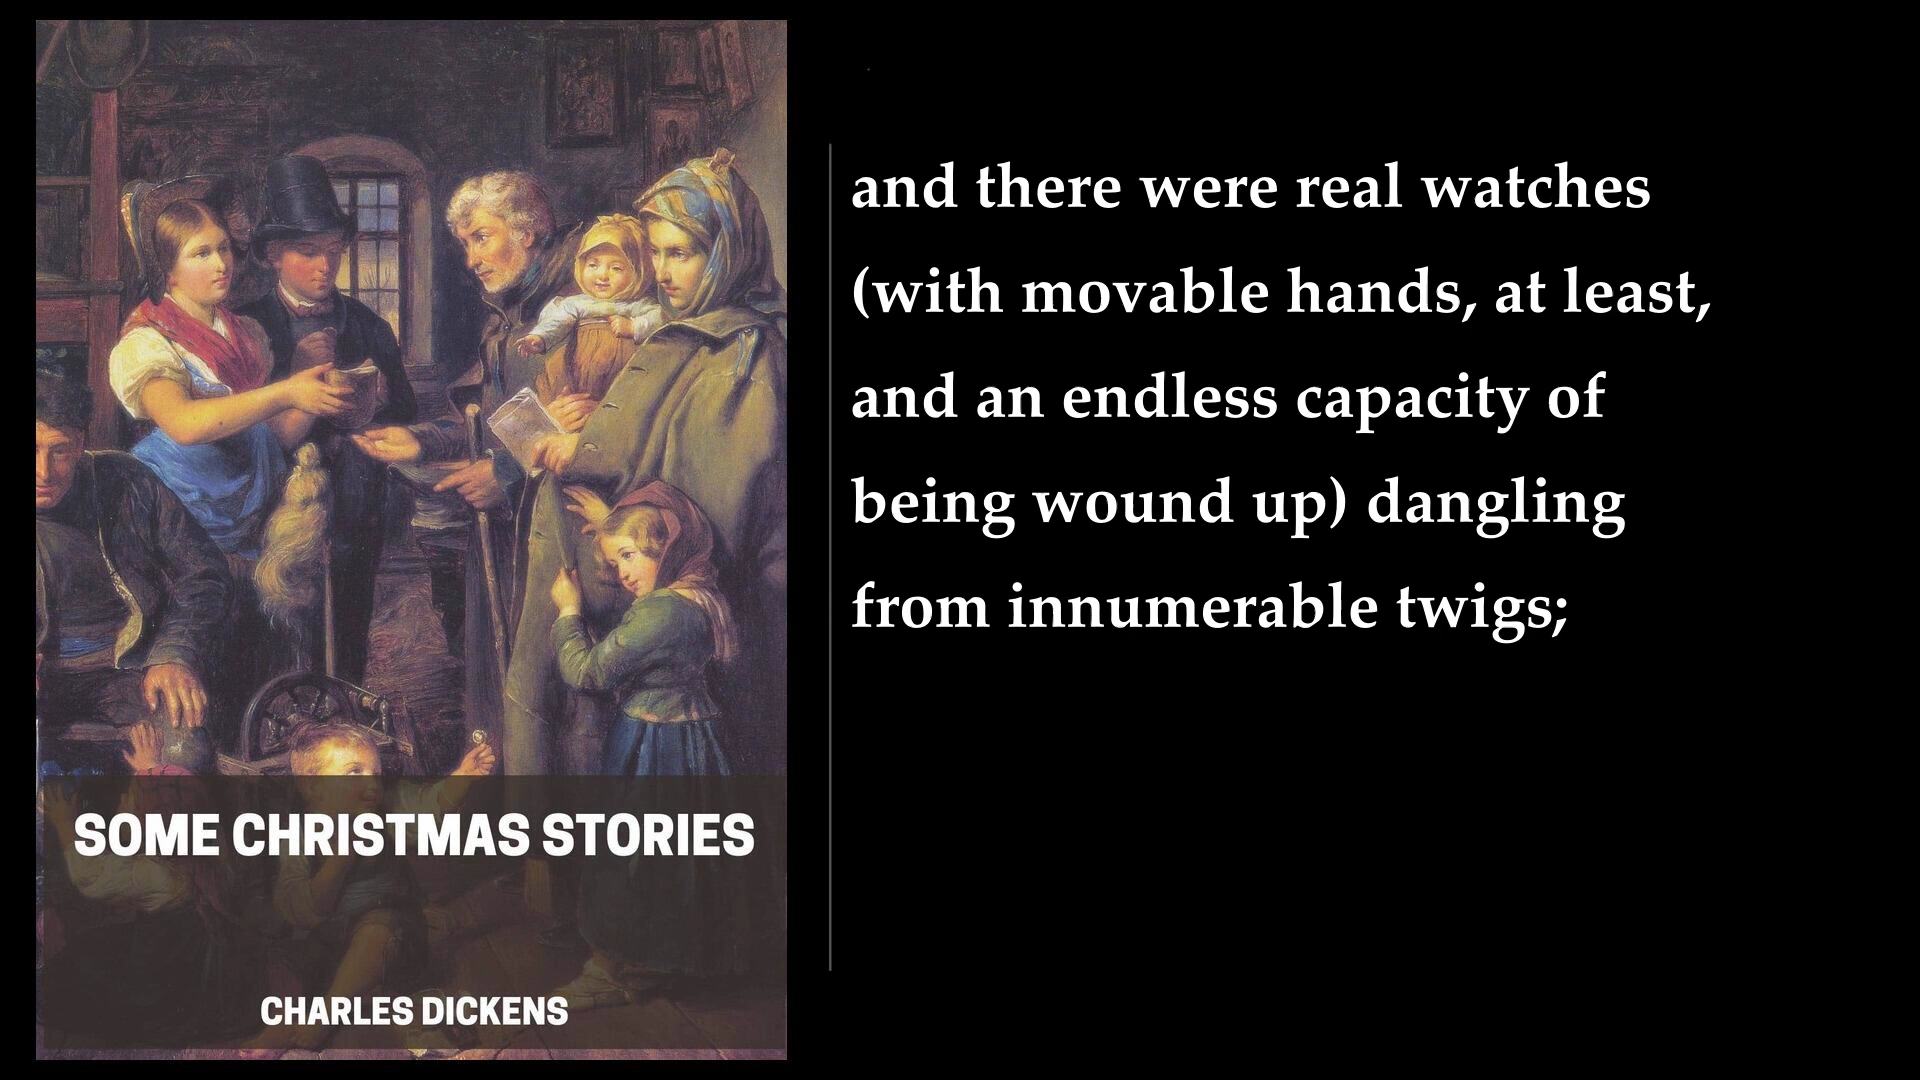 SOME CHRISTMAS STORIES
CHARLES DICKENS
and there were real watches
(with movable hands, at least,
and an endless capacity of
being wound up) dangling
from innumerable twigs;